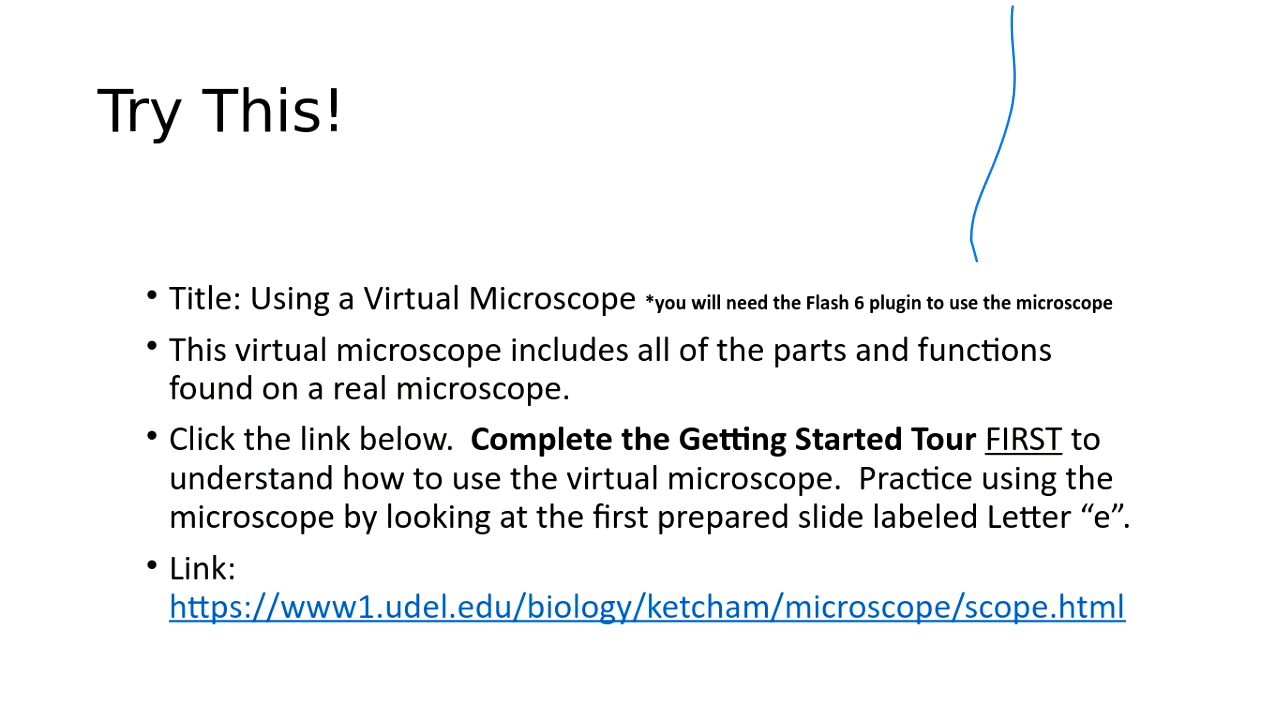 Try This!
• Title: Using a Virtual Microscope *you will need the Flash 6 plugin to use the microscope
• This virtual microscope includes all of the parts and functions
found on a real microscope.
• Click the link below.  Complete the Getting Started Tour FIRST to
understand how to use the virtual microscope.  Practice using the
microscope by looking at the first prepared slide labeled Letter “e”.
• Link:
https://www1.udel.edu/biology/ketcham/microscope/scope.html